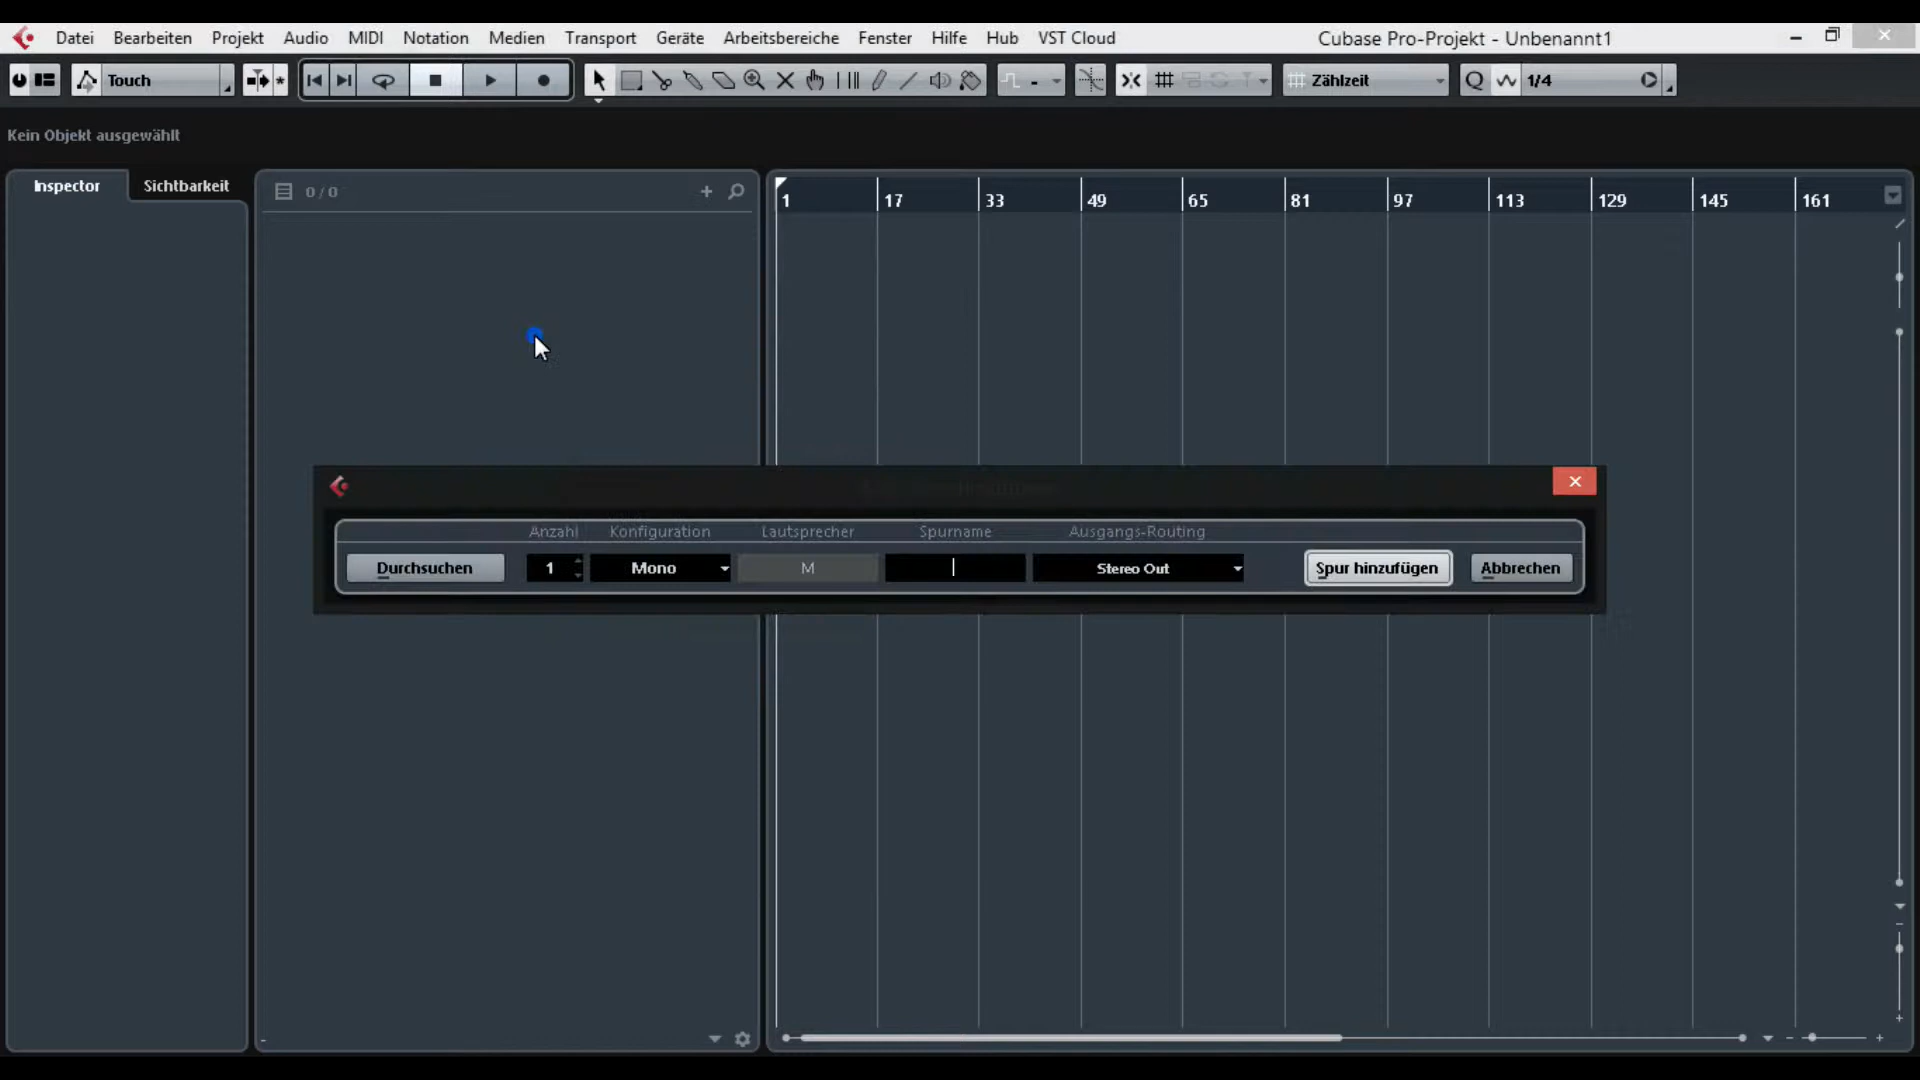 Datei Bearbeiten Projekt Audio MIDI Notation Medien Transport Geräte Arbeitsbereiche Fenster Hilfe Hub VST Cloud Cubase Pro-Projekt - Unbenannt1
Touch Zählzeit Q 1/4
Kein Objekt ausgewählt
Inspector Sichtbarkeit 0 / 0
1 17 33 49 65 81 97 113 129 145 161
Anzahl Konfiguration Lautsprecher Spurname Ausgangs-Routing
Durchsuchen 1 Mono M Stereo Out Spur hinzufügen Abbrechen